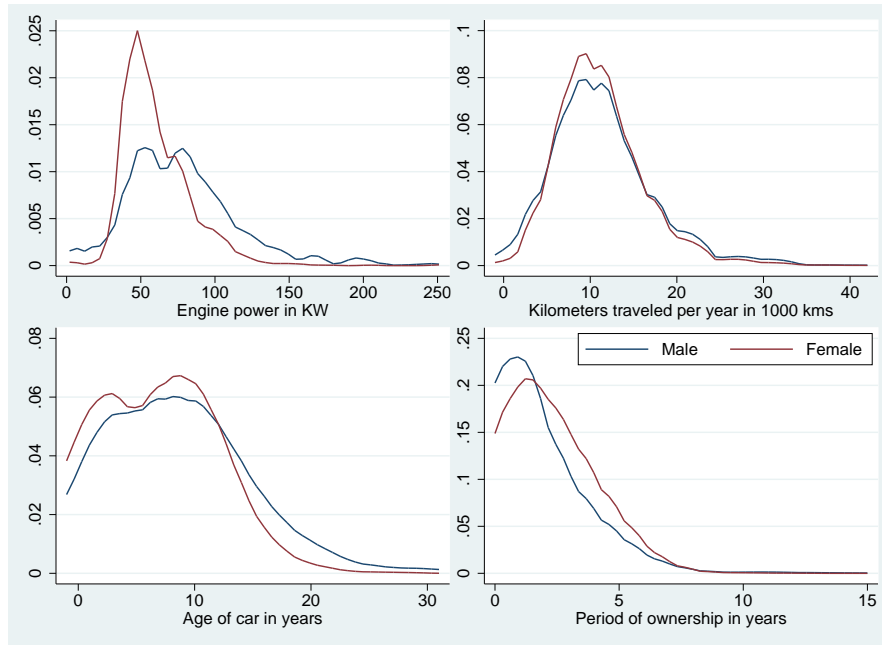 .025
.02
.015
.01
.005
0
0 50 100 150 200 250
Engine power in KW
.1
.08
.06
.04
.02
0
0 10 20 30 40
Kilometers traveled per year in 1000 kms
.08
.06
.04
.02
0
0 10 20 30
Age of car in years
Male Female
.25
.2
.15
.1
.05
0
0 5 10 15
Period of ownership in years